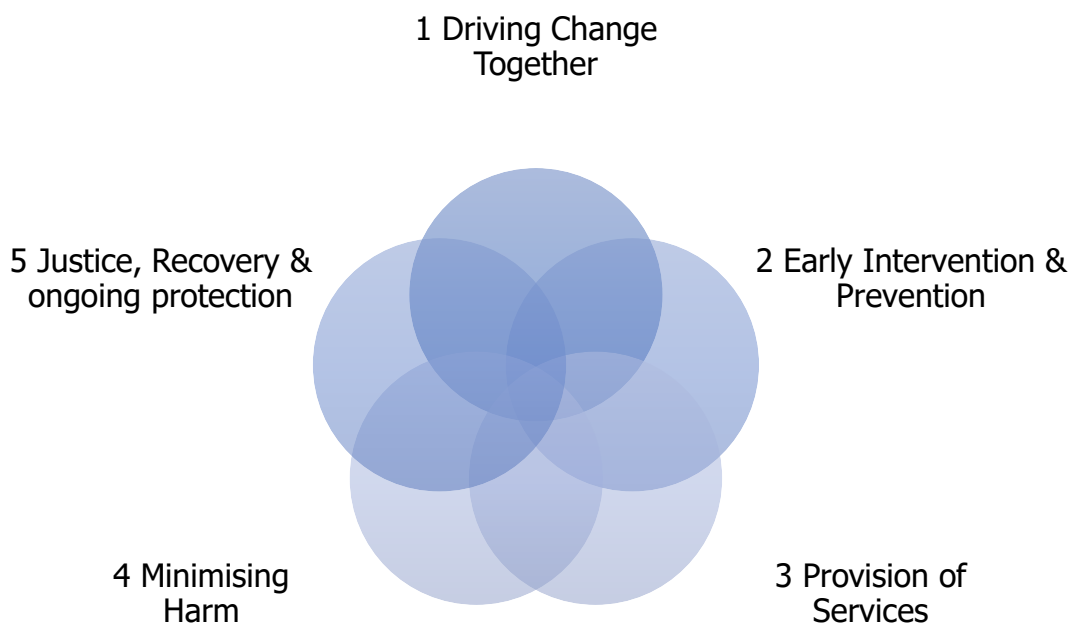 1 Driving Change
Together
2 Early Intervention &
Prevention
3 Provision of
Services
4 Minimising
Harm
5 Justice, Recovery &
ongoing protection